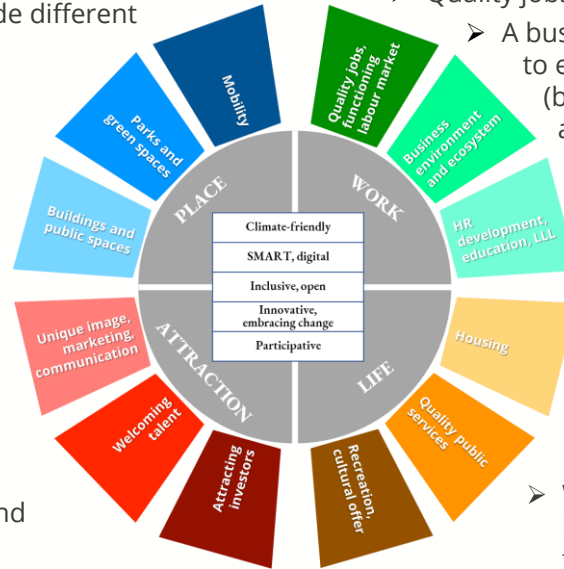 de different
Quality jobs
A bus
to e
(b
a
Mobility
Parks and
green spaces
Buildings and
public spaces
Quality jobs,
functioning
labour market
Business
environment
and ecosystem
HR
development,
education, LLL
PLACE
WORK
Climate-friendly
SMART, digital
Inclusive, open
Innovative,
embracing change
Participative
ATTRACTION
LIFE
Unique image,
marketing,
communication
Welcoming
talent
Attracting
investors
Housing
Quality public
services
Recreation,
cultural offer
nd